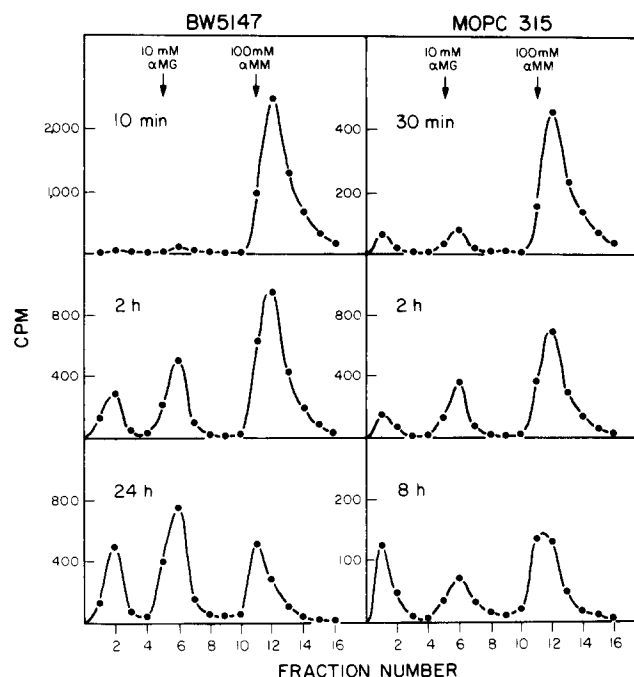 BW5147 MOPC 315
10 mM 100mM 10 mM 100mM
αMG αMM αMG αMM
2,000 10 min 400 30 min
1,000 200
CPM
800 2 h 800 2 h
400 400
800 24 h 200 8 h
400 100
2 4 6 8 10 12 14 16 2 4 6 8 10 12 14 16
FRACTION NUMBER